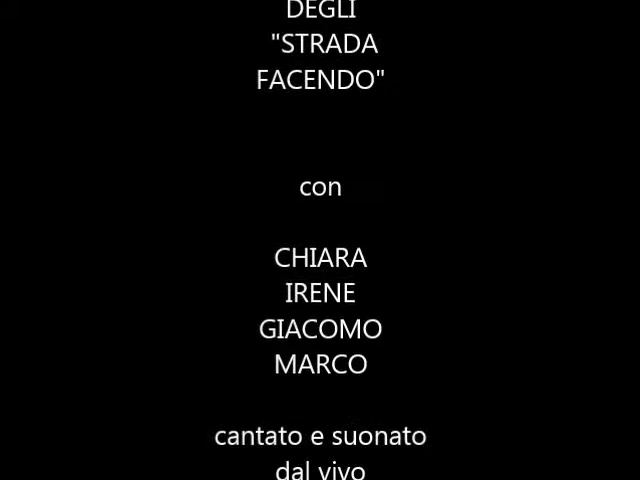 DEGLI
"STRADA
FACENDO"
con
CHIARA
IRENE
GIACOMO
MARCO
cantato e suonato
dal vivo